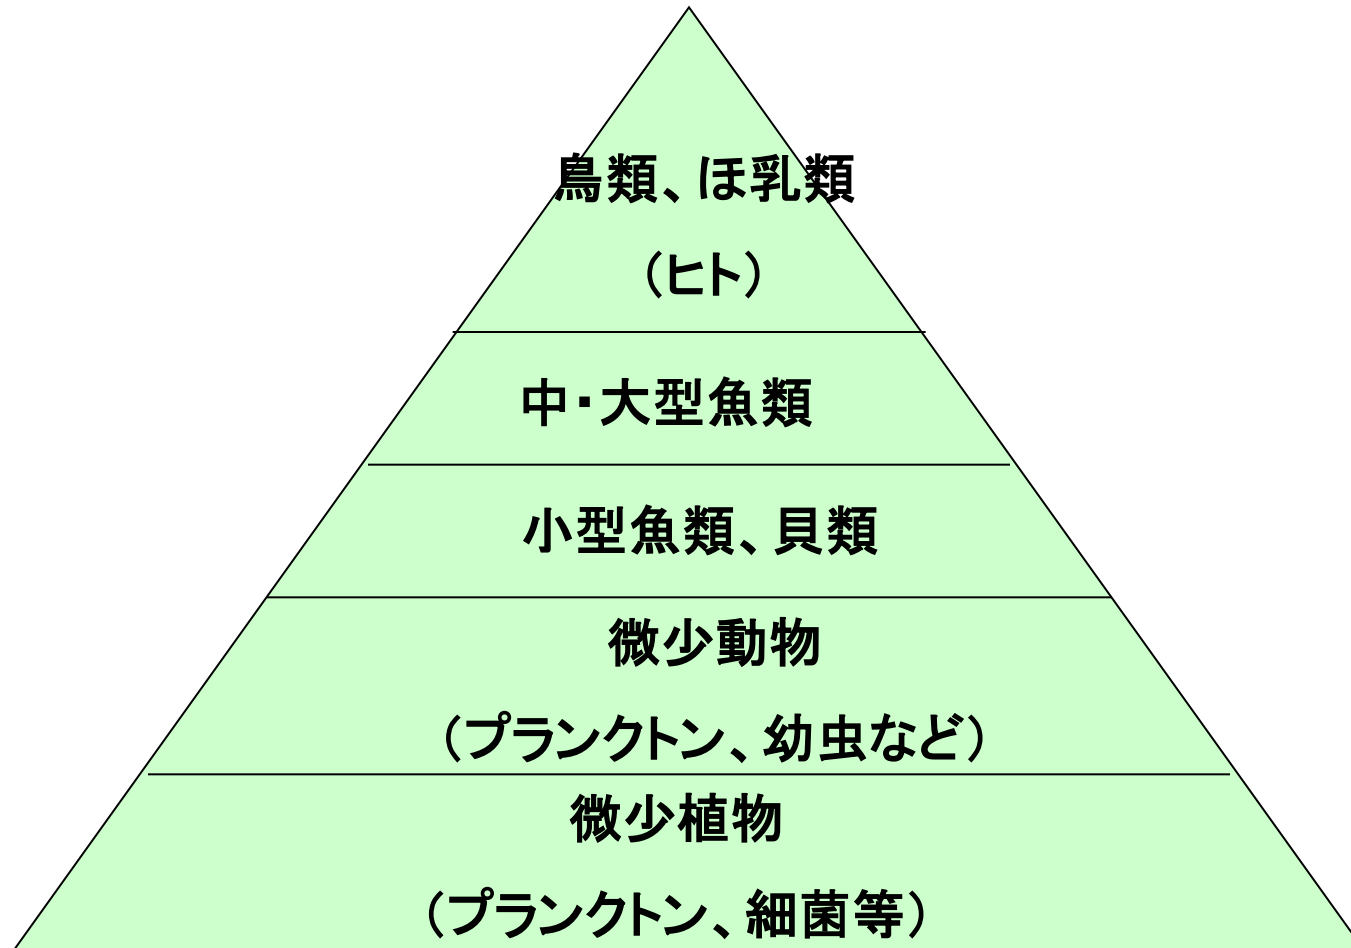 鳥類、ほ乳類
（ヒト）
中・大型魚類
小型魚類、貝類
微少動物
（プランクトン、幼虫など）
微少植物
（プランクトン、細菌等）